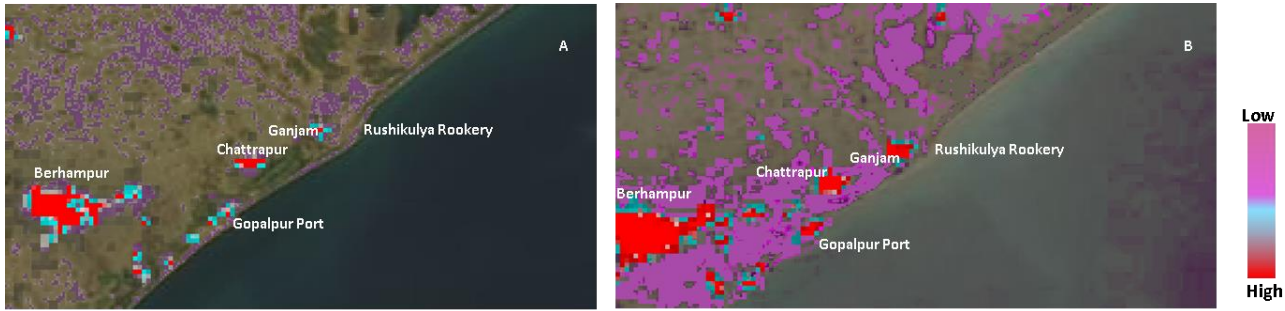 A
Ganjam
Rushikulya Rookery
Chattrapur
Berhampur
Gopalpur Port
B
Rushikulya Rookery
Ganjam
Chattrapur
Berhampur
Gopalpur Port
Low
High